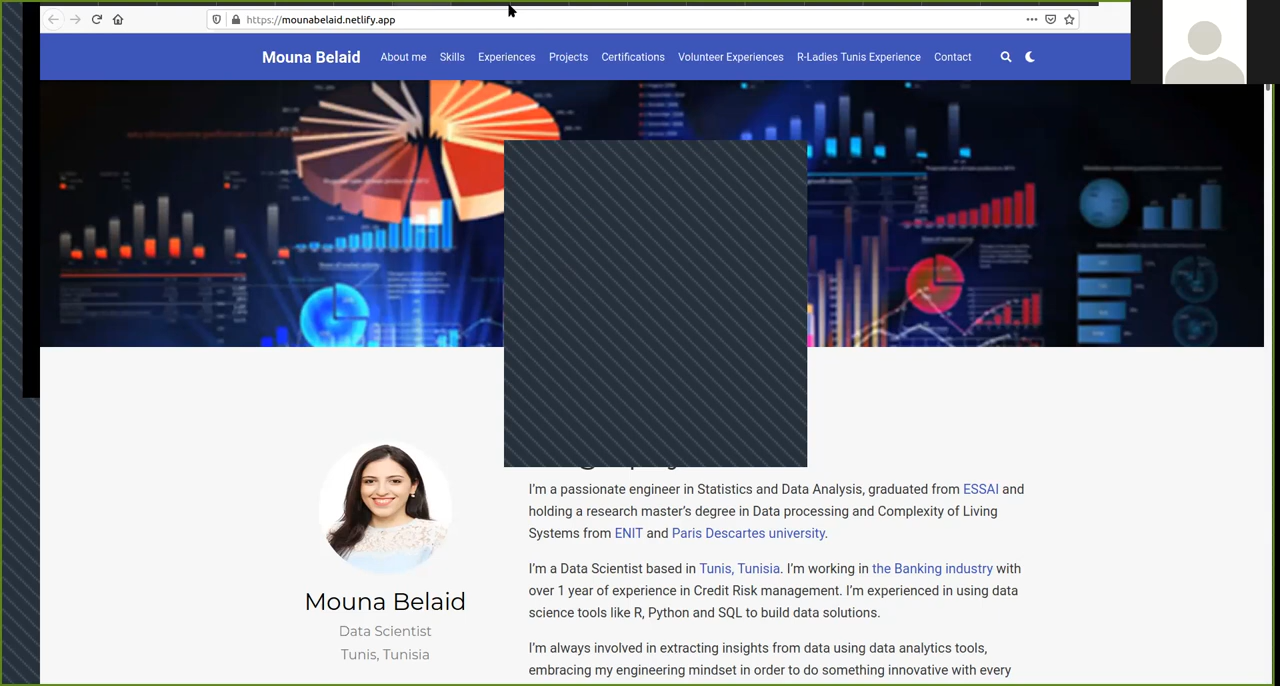 https://mounabelaid.netlify.app
Mouna Belaid
About me
Skills
Experiences
Projects
Certifications
Volunteer Experiences
R-Ladies Tunis Experience
Contact
I'm a passionate engineer in Statistics and Data Analysis, graduated from ESSAI and
holding a research master's degree in Data processing and Complexity of Living
Systems from ENIT and Paris Descartes university.
I'm a Data Scientist based in Tunis, Tunisia. I'm working in the Banking industry with
over 1 year of experience in Credit Risk management. I'm experienced in using data
science tools like R, Python and SQL to build data solutions.
I'm always involved in extracting insights from data using data analytics tools,
embracing my engineering mindset in order to do something innovative with every
Mouna Belaid
Data Scientist
Tunis, Tunisia